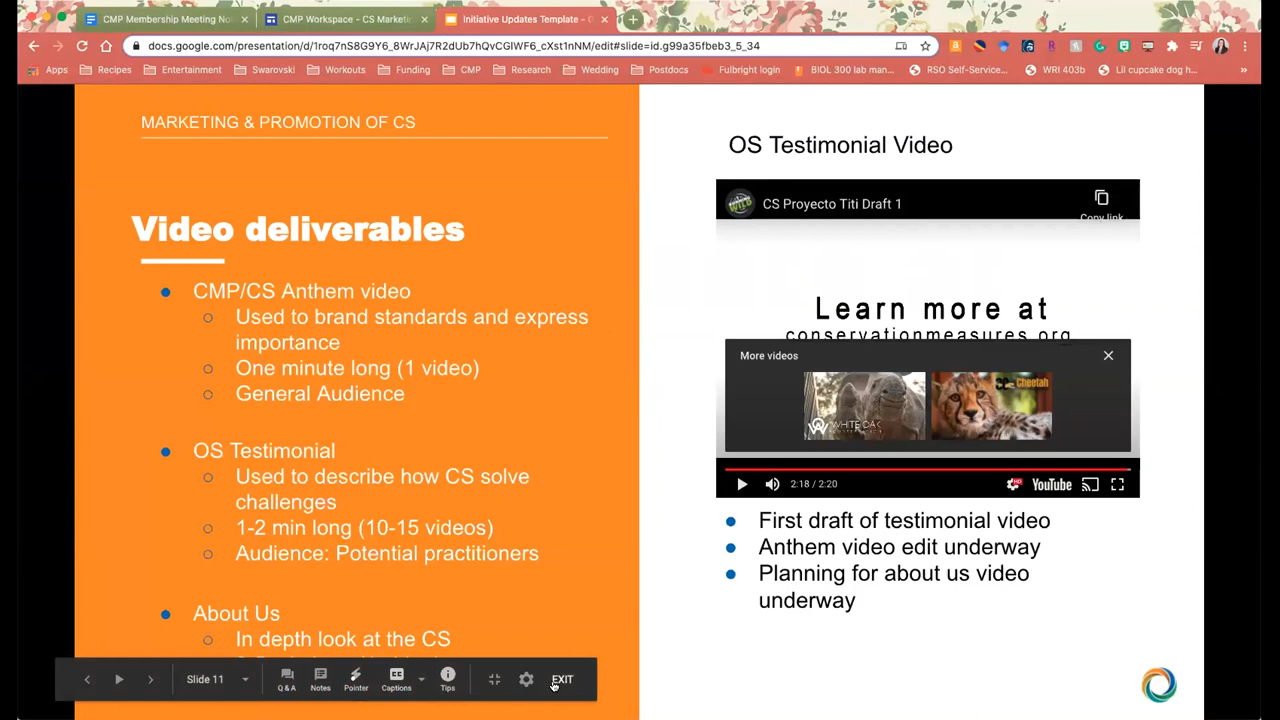 CMP Membership Meeting No
CMP Workspace - CS Marketi
Initiative Updates Template - G
docs.google.com/presentation/d/1roq7nS8G9Y6_8WrJAj7R2dUb7hQvCGlWF6_cXst1nNM/edit#slide=id.g99a35fbeb3_5_34
Apps Recipes Entertainment Swarovski Workouts Funding CMP Research Wedding Postdocs Fulbright login BIOL 300 lab man... RSO Self-Service... WRI 403b Lil cupcake dog h...
MARKETING & PROMOTION OF CS
Video deliverables
CMP/CS Anthem video
Used to brand standards and express
importance
One minute long (1 video)
General Audience
OS Testimonial
Used to describe how CS solve
challenges
1-2 min long (10-15 videos)
Audience: Potential practitioners
About Us
In depth look at the CS
OS Testimonial Video
CS Proyecto Titi Draft 1
Copy link
Learn more at
conservationmeasures.org
More videos
WHITE OAK
Cheetah
2:18 / 2:20
HD
YouTube
First draft of testimonial video
Anthem video edit underway
Planning for about us video
underway
Slide 11
Q & A Notes Pointer Captions Tips
CC
EXIT